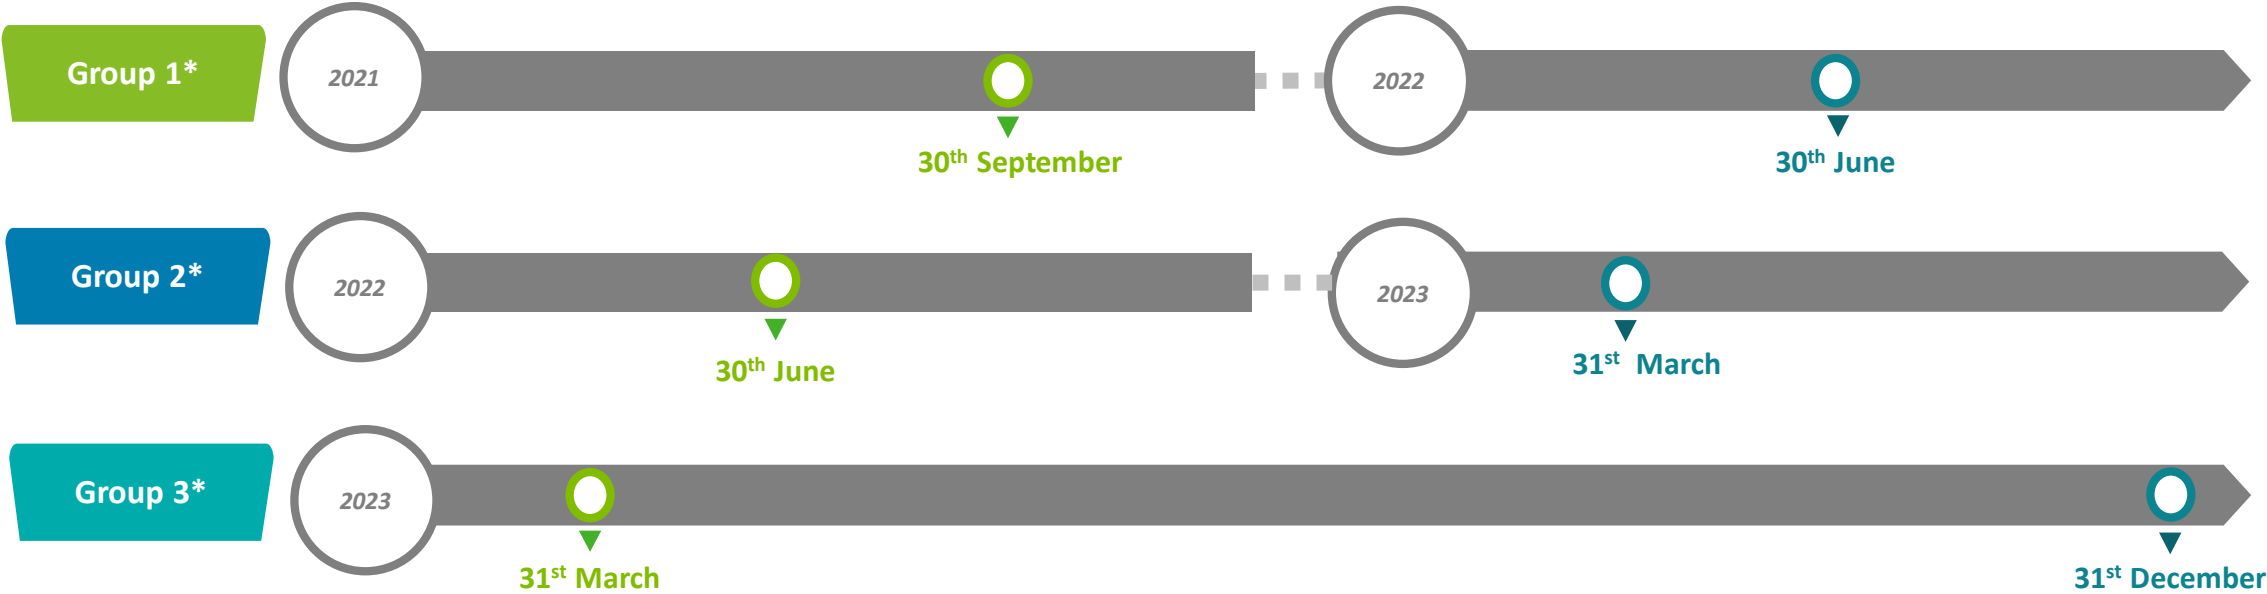 Group 1*
2021
2022
30th September
30th June
Group 2*
2022
2023
30th June
31st March
Group 3*
2023
31st March
31st December